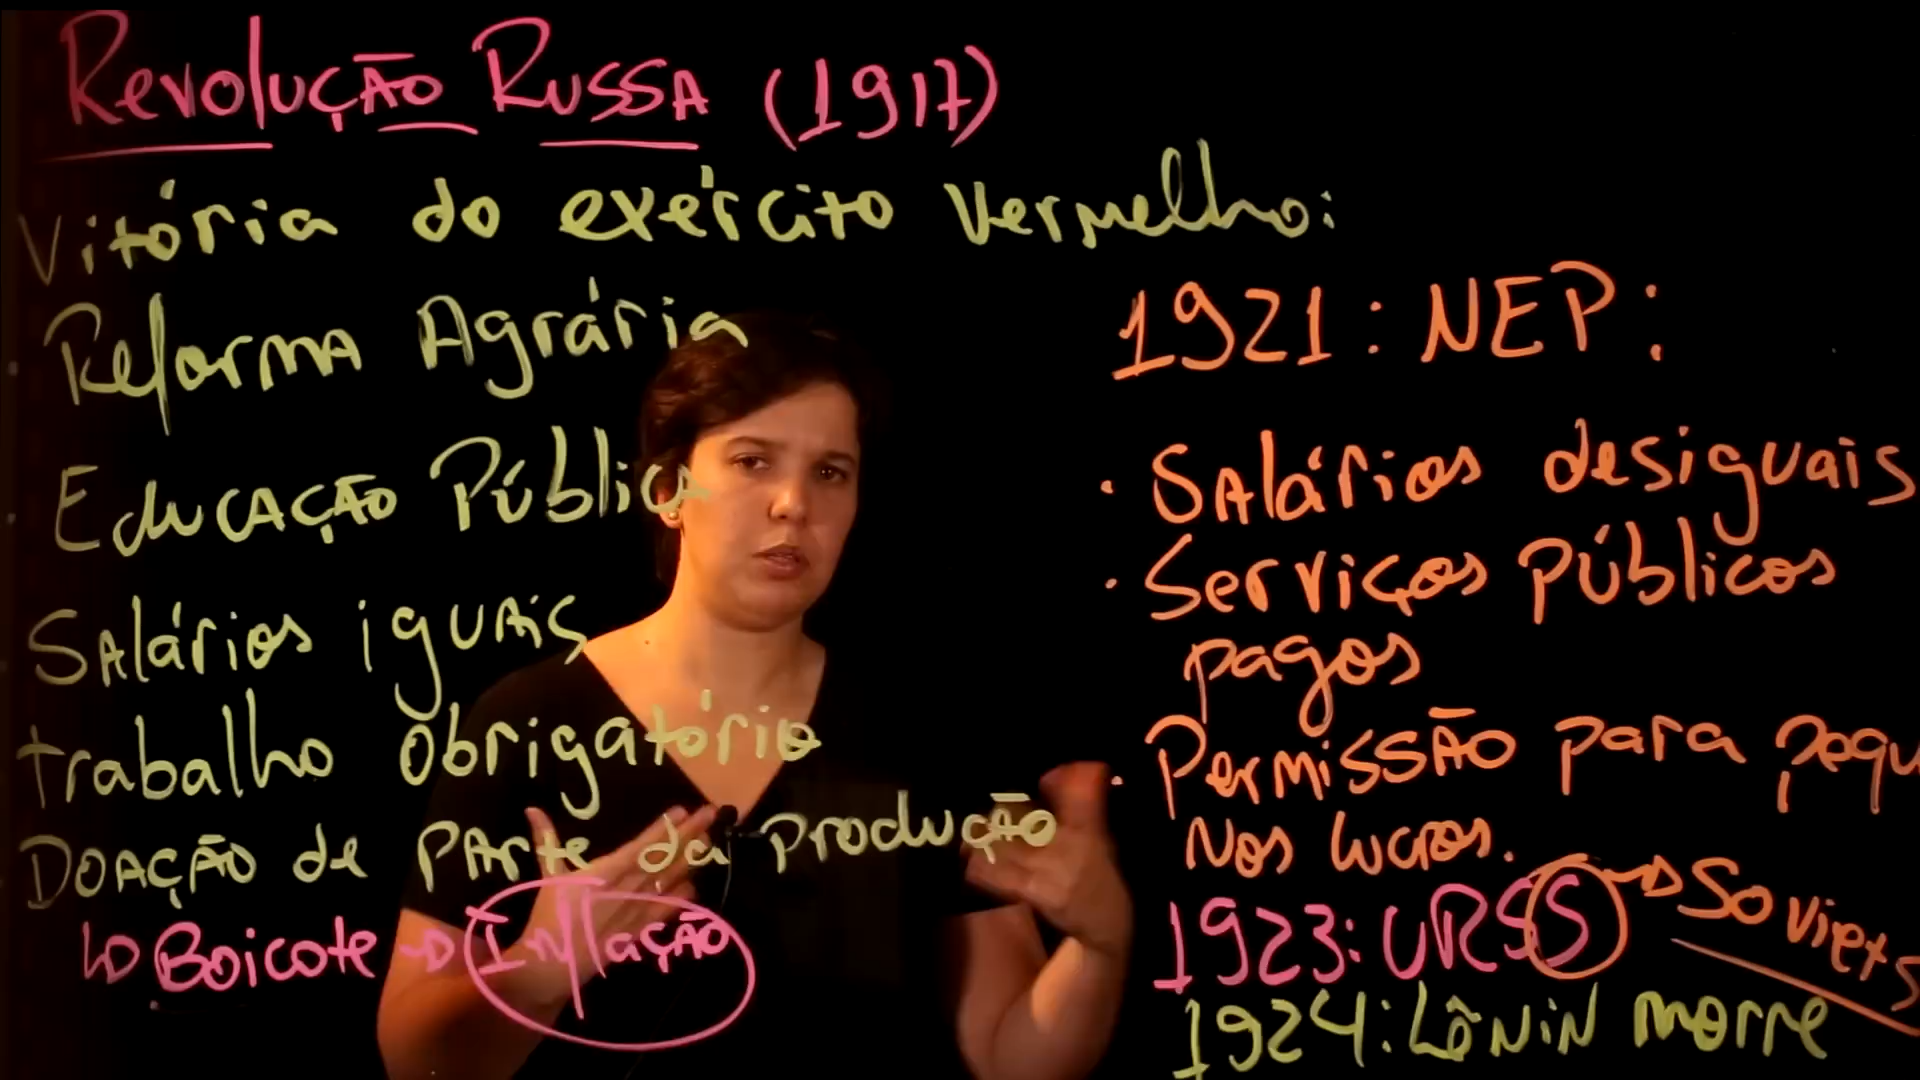 Revolução Russa (1917)
Vitória do exército vermelho:
Reforma Agrária
Educação Pública
Salários iguais
trabalho obrigatório
Doação de parte da produção
↳ Boicote → Inflação
1921: NEP:
· Salários desiguais
· Serviços Públicos
pagos
· Permissão para pequ
nos lucros.
1923: URSS → Soviets
1924: Lênin morre